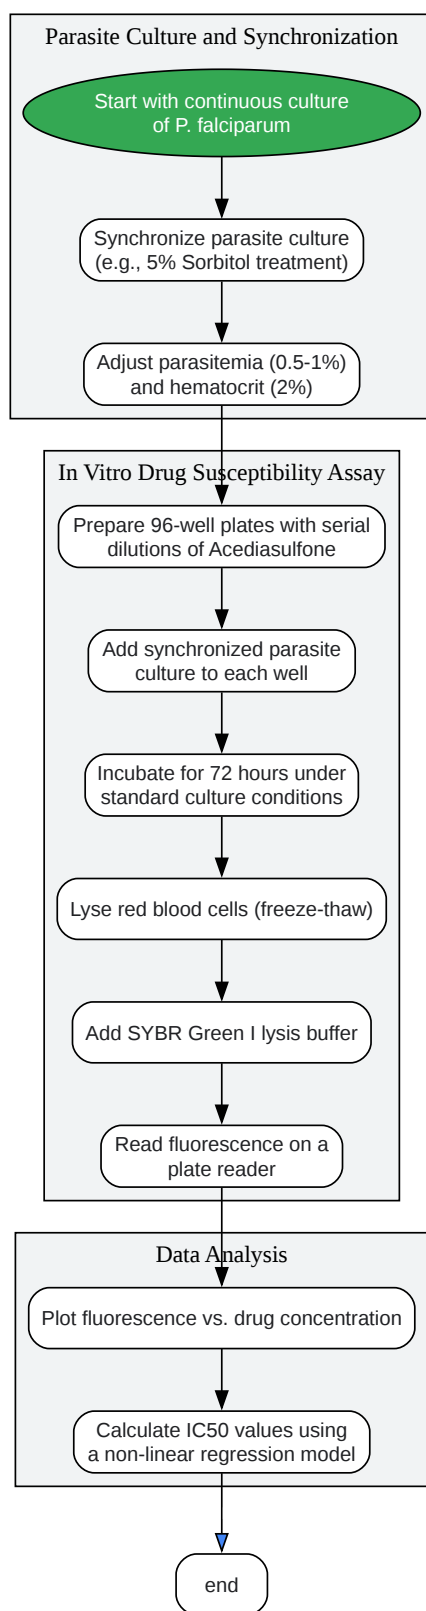 Parasite Culture and Synchronization
Start with continuous culture
of P. falciparum
Synchronize parasite culture
(e.g., 5% Sorbitol treatment)
Adjust parasitemia (0.5-1%)
and hematocrit (2%)
In Vitro Drug Susceptibility Assay
Prepare 96-well plates with serial
dilutions of Acediasulfone
Add synchronized parasite
culture to each well
Incubate for 72 hours under
standard culture conditions
Lyse red blood cells (freeze-thaw)
Add SYBR Green I lysis buffer
Read fluorescence on a
plate reader
Data Analysis
Plot fluorescence vs. drug concentration
Calculate IC50 values using
a non-linear regression model
end